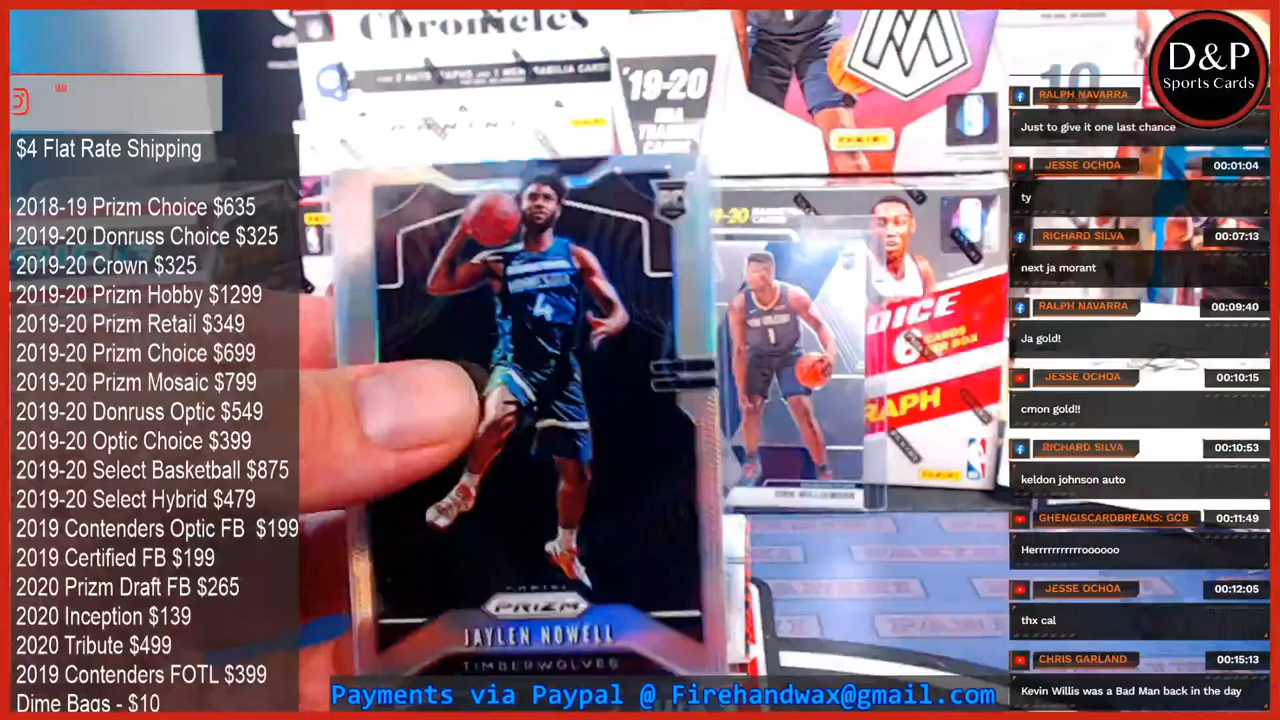 Chronicles
'19-20
D&P
Sports Cards
$4 Flat Rate Shipping
2018-19 Prizm Choice $635
2019-20 Donruss Choice $325
2019-20 Crown $325
2019-20 Prizm Hobby $1299
2019-20 Prizm Retail $349
2019-20 Prizm Choice $699
2019-20 Prizm Mosaic $799
2019-20 Donruss Optic $549
2019-20 Optic Choice $399
2019-20 Select Basketball $875
2019-20 Select Hybrid $479
2019 Contenders Optic FB $199
2019 Certified FB $199
2020 Prizm Draft FB $265
2020 Inception $139
2020 Tribute $499
2019 Contenders FOTL $399
Dime Bags - $10
4
PRIZM
JAYLEN NOWELL
TIMBERWOLVES
1
OICE
6 CARDS
PER BOX
RAPH
PANINI
Payments via Paypal @ Firehandwax@gmail.com
RALPH NAVARRA
Just to give it one last chance
JESSE OCHOA 00:01:04
ty
RICHARD SILVA 00:07:13
next ja morant
RALPH NAVARRA 00:09:40
Ja gold!
JESSE OCHOA 00:10:15
cmon gold!!
RICHARD SILVA 00:10:53
keldon johnson auto
GHENGISCARDBREAKS: GCB 00:11:49
Herrrrrrrrrroooooo
JESSE OCHOA 00:12:05
thx cal
CHRIS GARLAND 00:15:13
Kevin Willis was a Bad Man back in the day